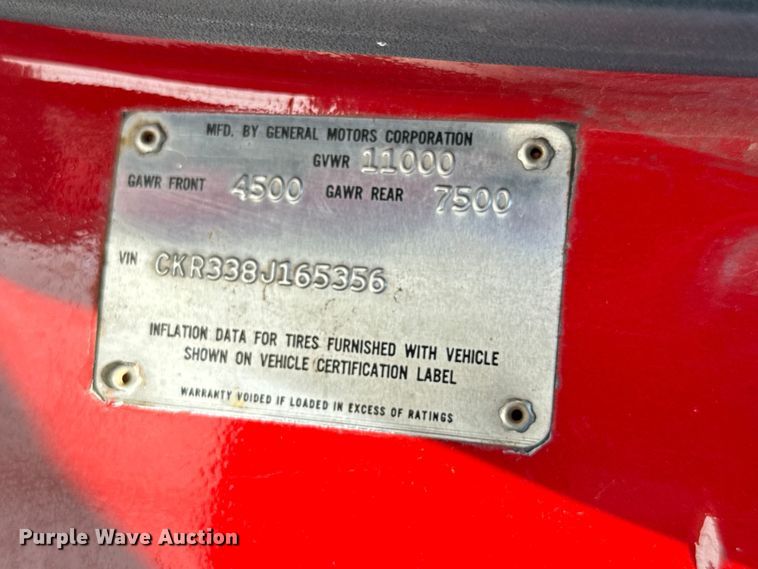 MFD. BY GENERAL MOTORS CORPORATION
GVWR 11000
GAWR FRONT 4500 GAWR REAR 7500
VIN CKR338J165356
INFLATION DATA FOR TIRES FURNISHED WITH VEHICLE
SHOWN ON VEHICLE CERTIFICATION LABEL
WARRANTY VOIDED IF LOADED IN EXCESS OF RATINGS
Purple Wave Auction